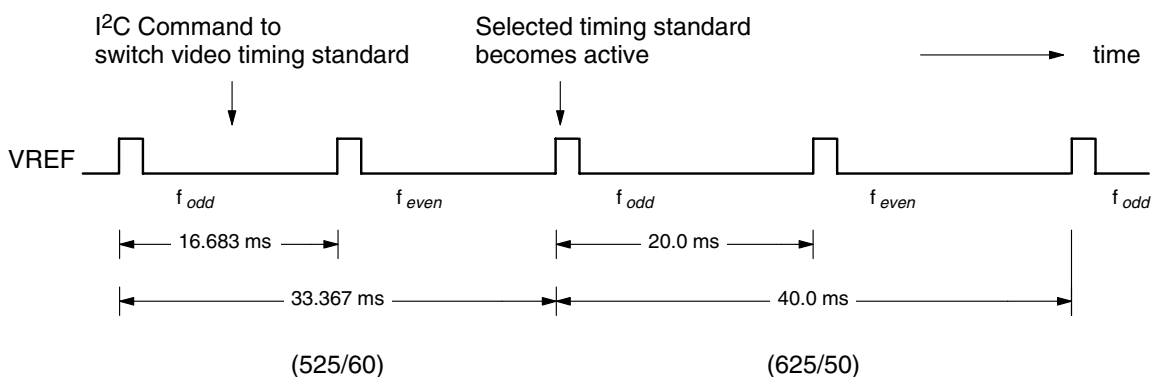 I²C Command to
switch video timing standard
Selected timing standard
becomes active
time
VREF
f odd
f even
f odd
f even
f odd
16.683 ms
20.0 ms
33.367 ms
40.0 ms
(525/60)
(625/50)